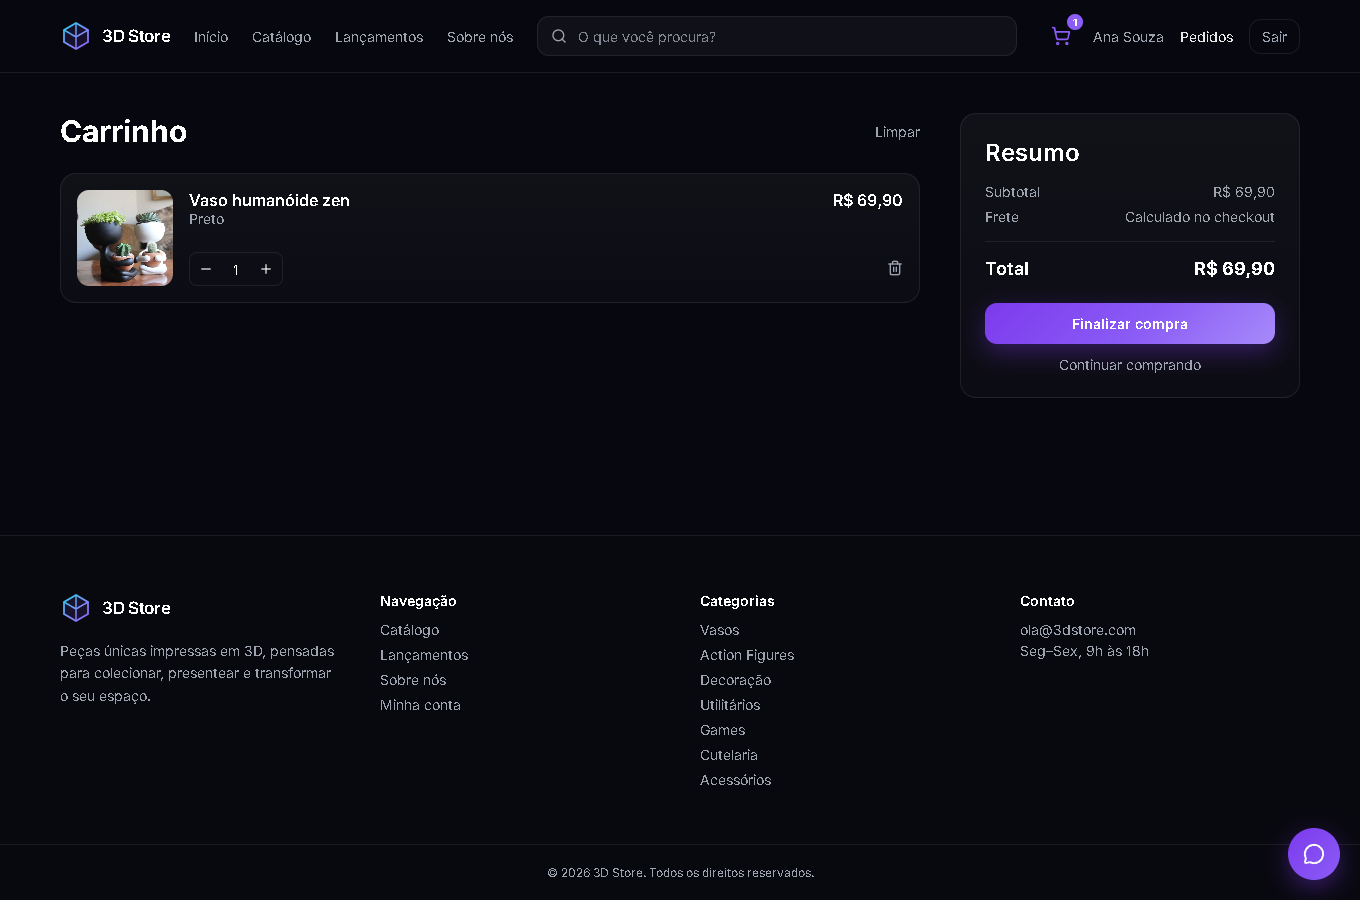 3D Store
Início
Catálogo
Lançamentos
Sobre nós
O que você procura?
1
Ana Souza
Pedidos
Sair
Carrinho
Limpar
Vaso humanóide zen
R$ 69,90
Preto
1
Resumo
Subtotal
R$ 69,90
Frete
Calculado no checkout
Total
R$ 69,90
Finalizar compra
Continuar comprando
3D Store
Peças únicas impressas em 3D, pensadas
para colecionar, presentear e transformar
o seu espaço.
Navegação
Catálogo
Lançamentos
Sobre nós
Minha conta
Categorias
Vasos
Action Figures
Decoração
Utilitários
Games
Cutelaria
Acessórios
Contato
ola@3dstore.com
Seg–Sex, 9h às 18h
© 2026 3D Store. Todos os direitos reservados.